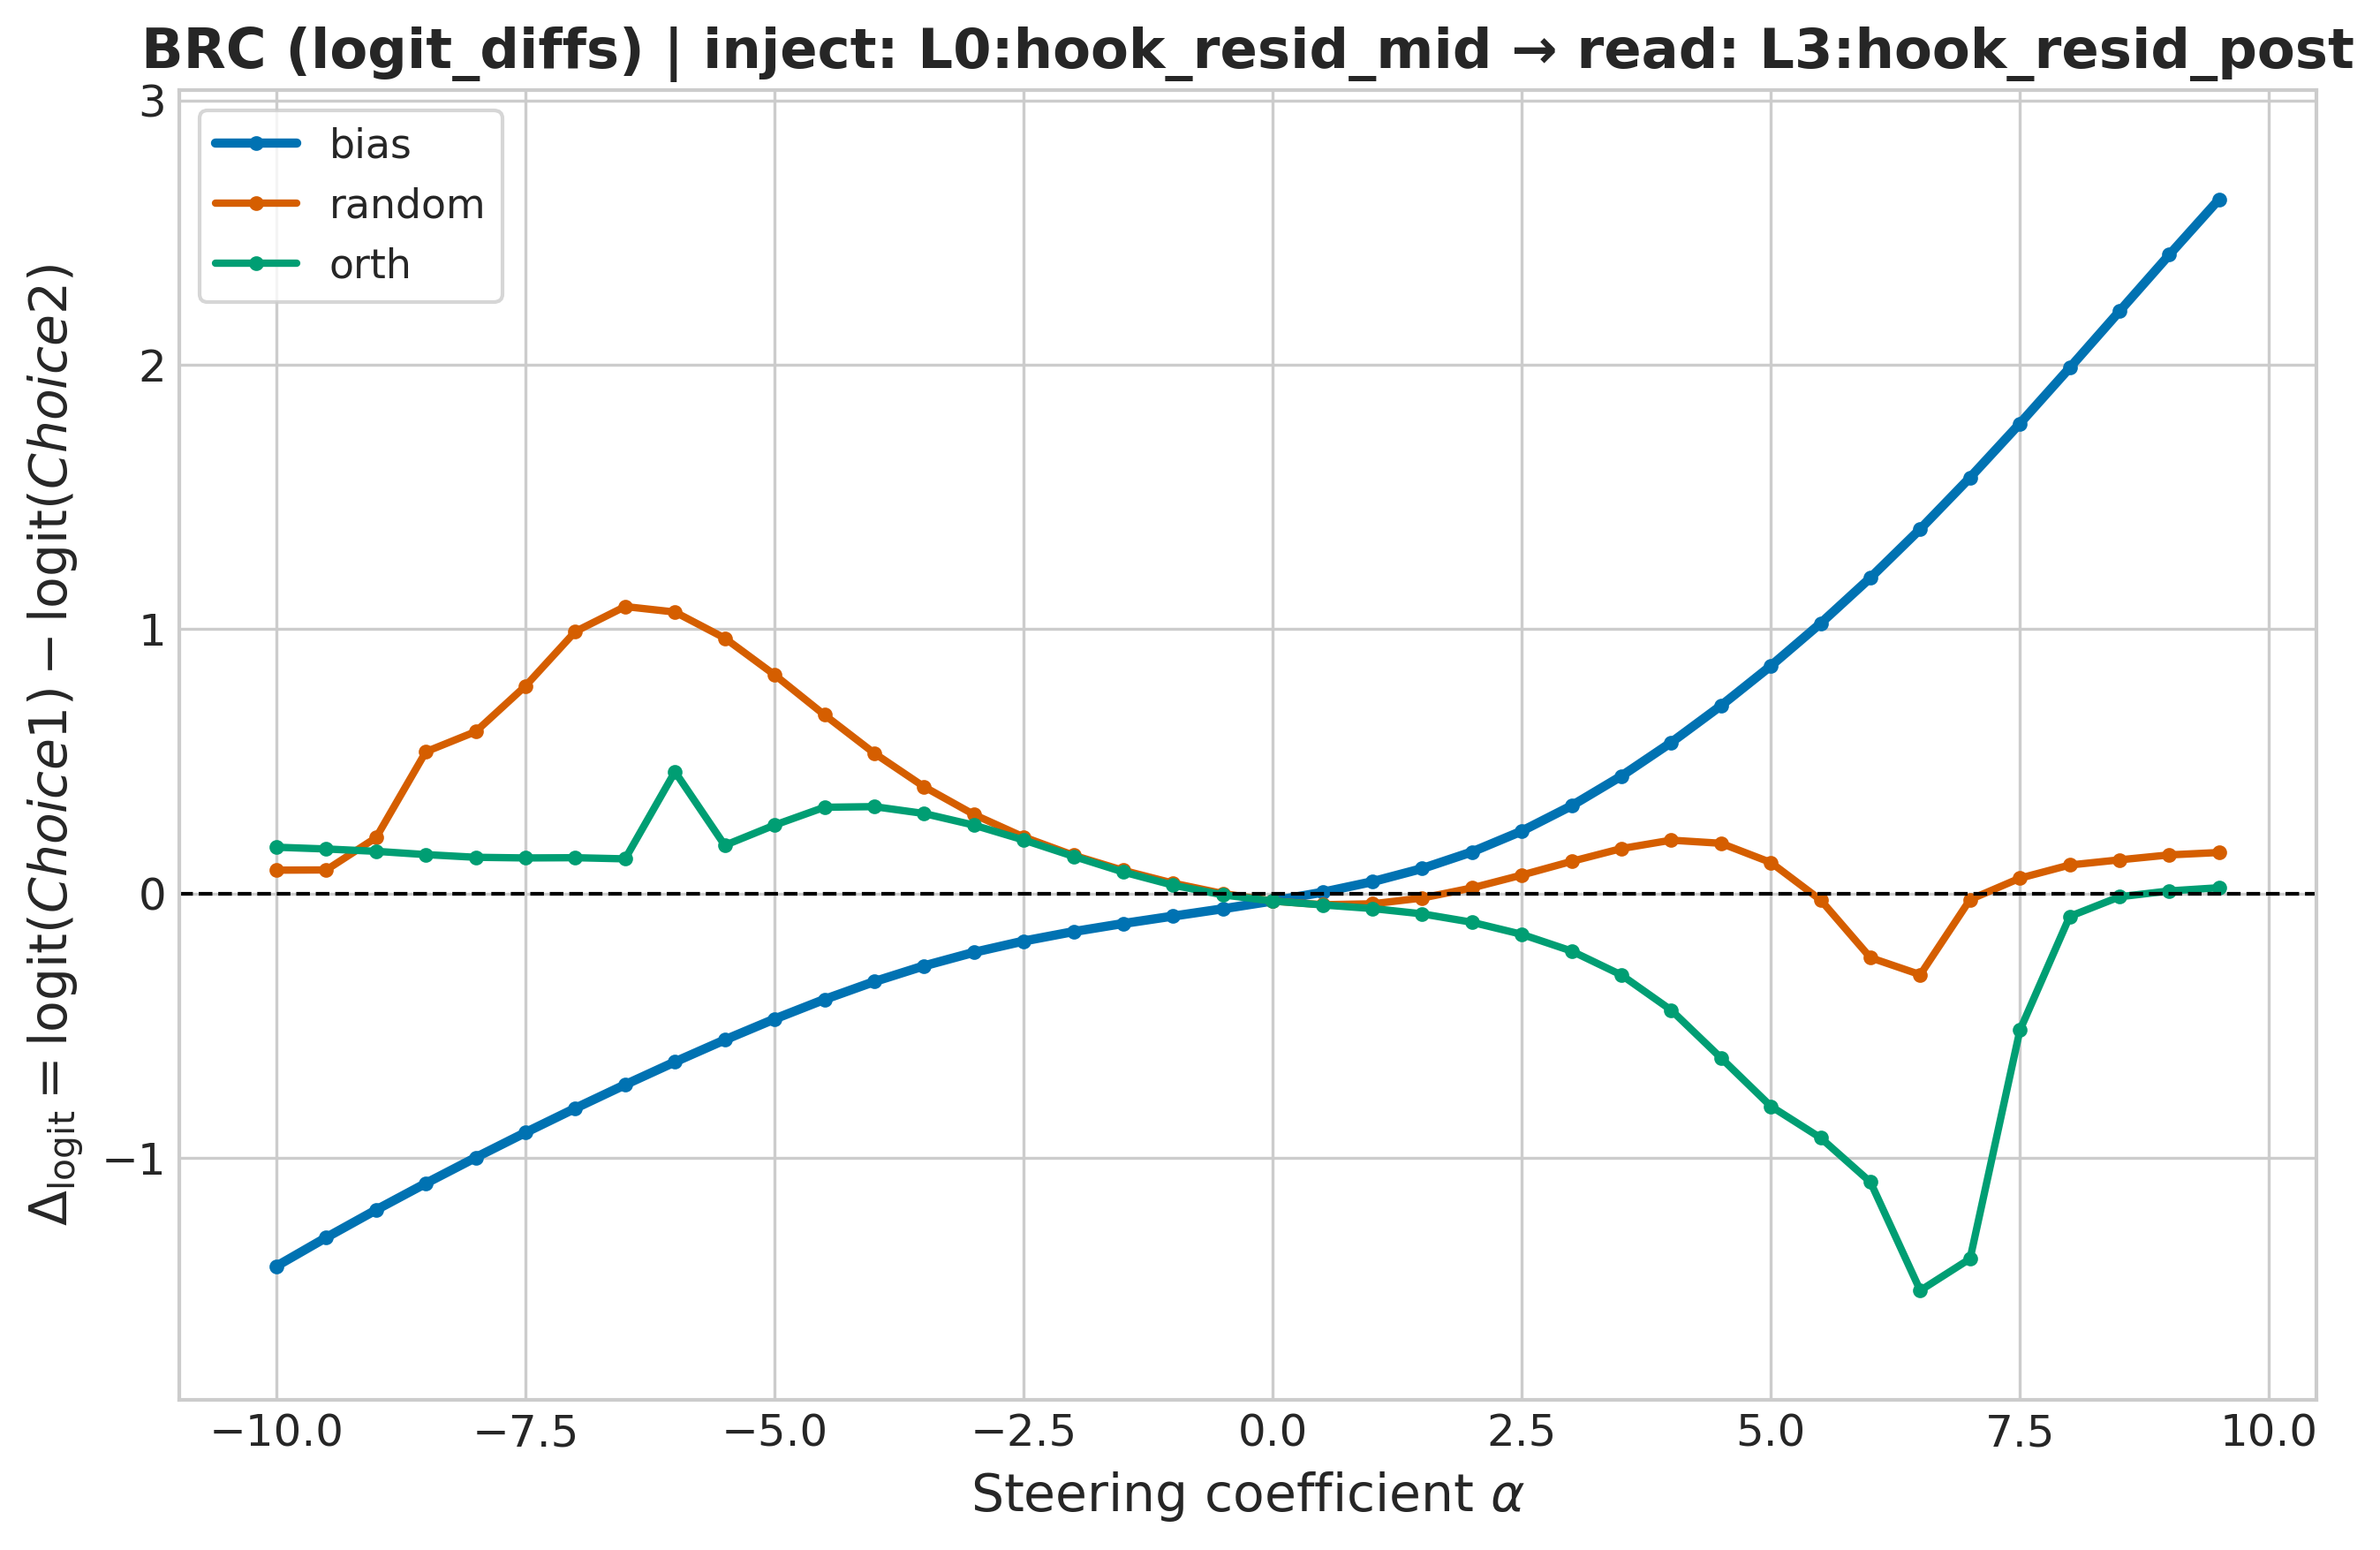 BRC (logit_diffs) | inject: L0:hook_resid_mid → read: L3:hook_resid_post
bias
random
orth
3
2
1
0
−1
Δlogit = logit(Choice1) − logit(Choice2)
−10.0 −7.5 −5.0 −2.5 0.0 2.5 5.0 7.5 10.0
Steering coefficient α